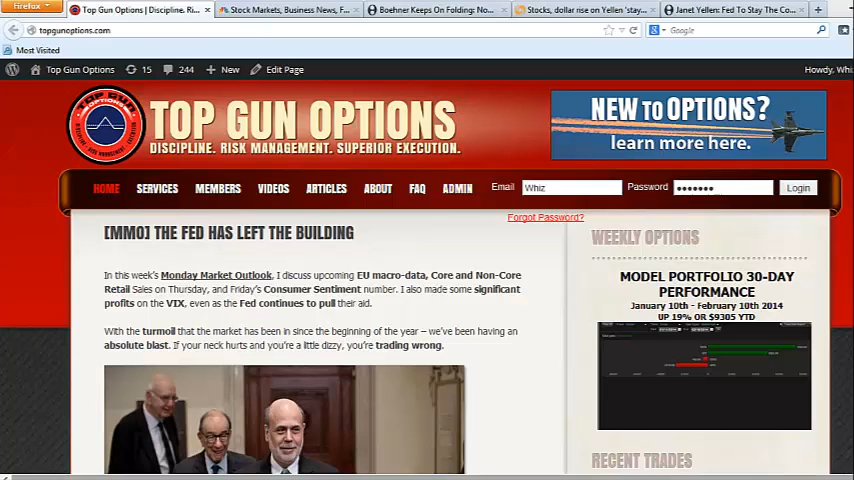 Firefox
Top Gun Options | Discipline. Ri...
Stock Markets, Business News, F...
Boehner Keeps On Folding: No...
Stocks, dollar rise on Yellen 'stay...
Janet Yellen: Fed To Stay The Co...
topgunoptions.com
Google
Most Visited
Top Gun Options
15
244
New
Edit Page
Howdy, Whi
TOP GUN OPTIONS
DISCIPLINE. RISK MANAGEMENT. SUPERIOR EXECUTION.
NEW TO OPTIONS?
learn more here.
HOME SERVICES MEMBERS VIDEOS ARTICLES ABOUT FAQ ADMIN
Email Whiz Password Login
Forgot Password?
[MMO] THE FED HAS LEFT THE BUILDING
In this week's Monday Market Outlook, I discuss upcoming EU macro-data, Core and Non-Core
Retail Sales on Thursday, and Friday's Consumer Sentiment number. I also made some significant
profits on the VIX, even as the Fed continues to pull their aid.
With the turmoil that the market has been in since the beginning of the year – we've been having an
absolute blast. If your neck hurts and you're a little dizzy, you're trading wrong.
WEEKLY OPTIONS
MODEL PORTFOLIO 30-DAY
PERFORMANCE
January 10th - February 10th 2014
UP 19% OR $9305 YTD
RECENT TRADES